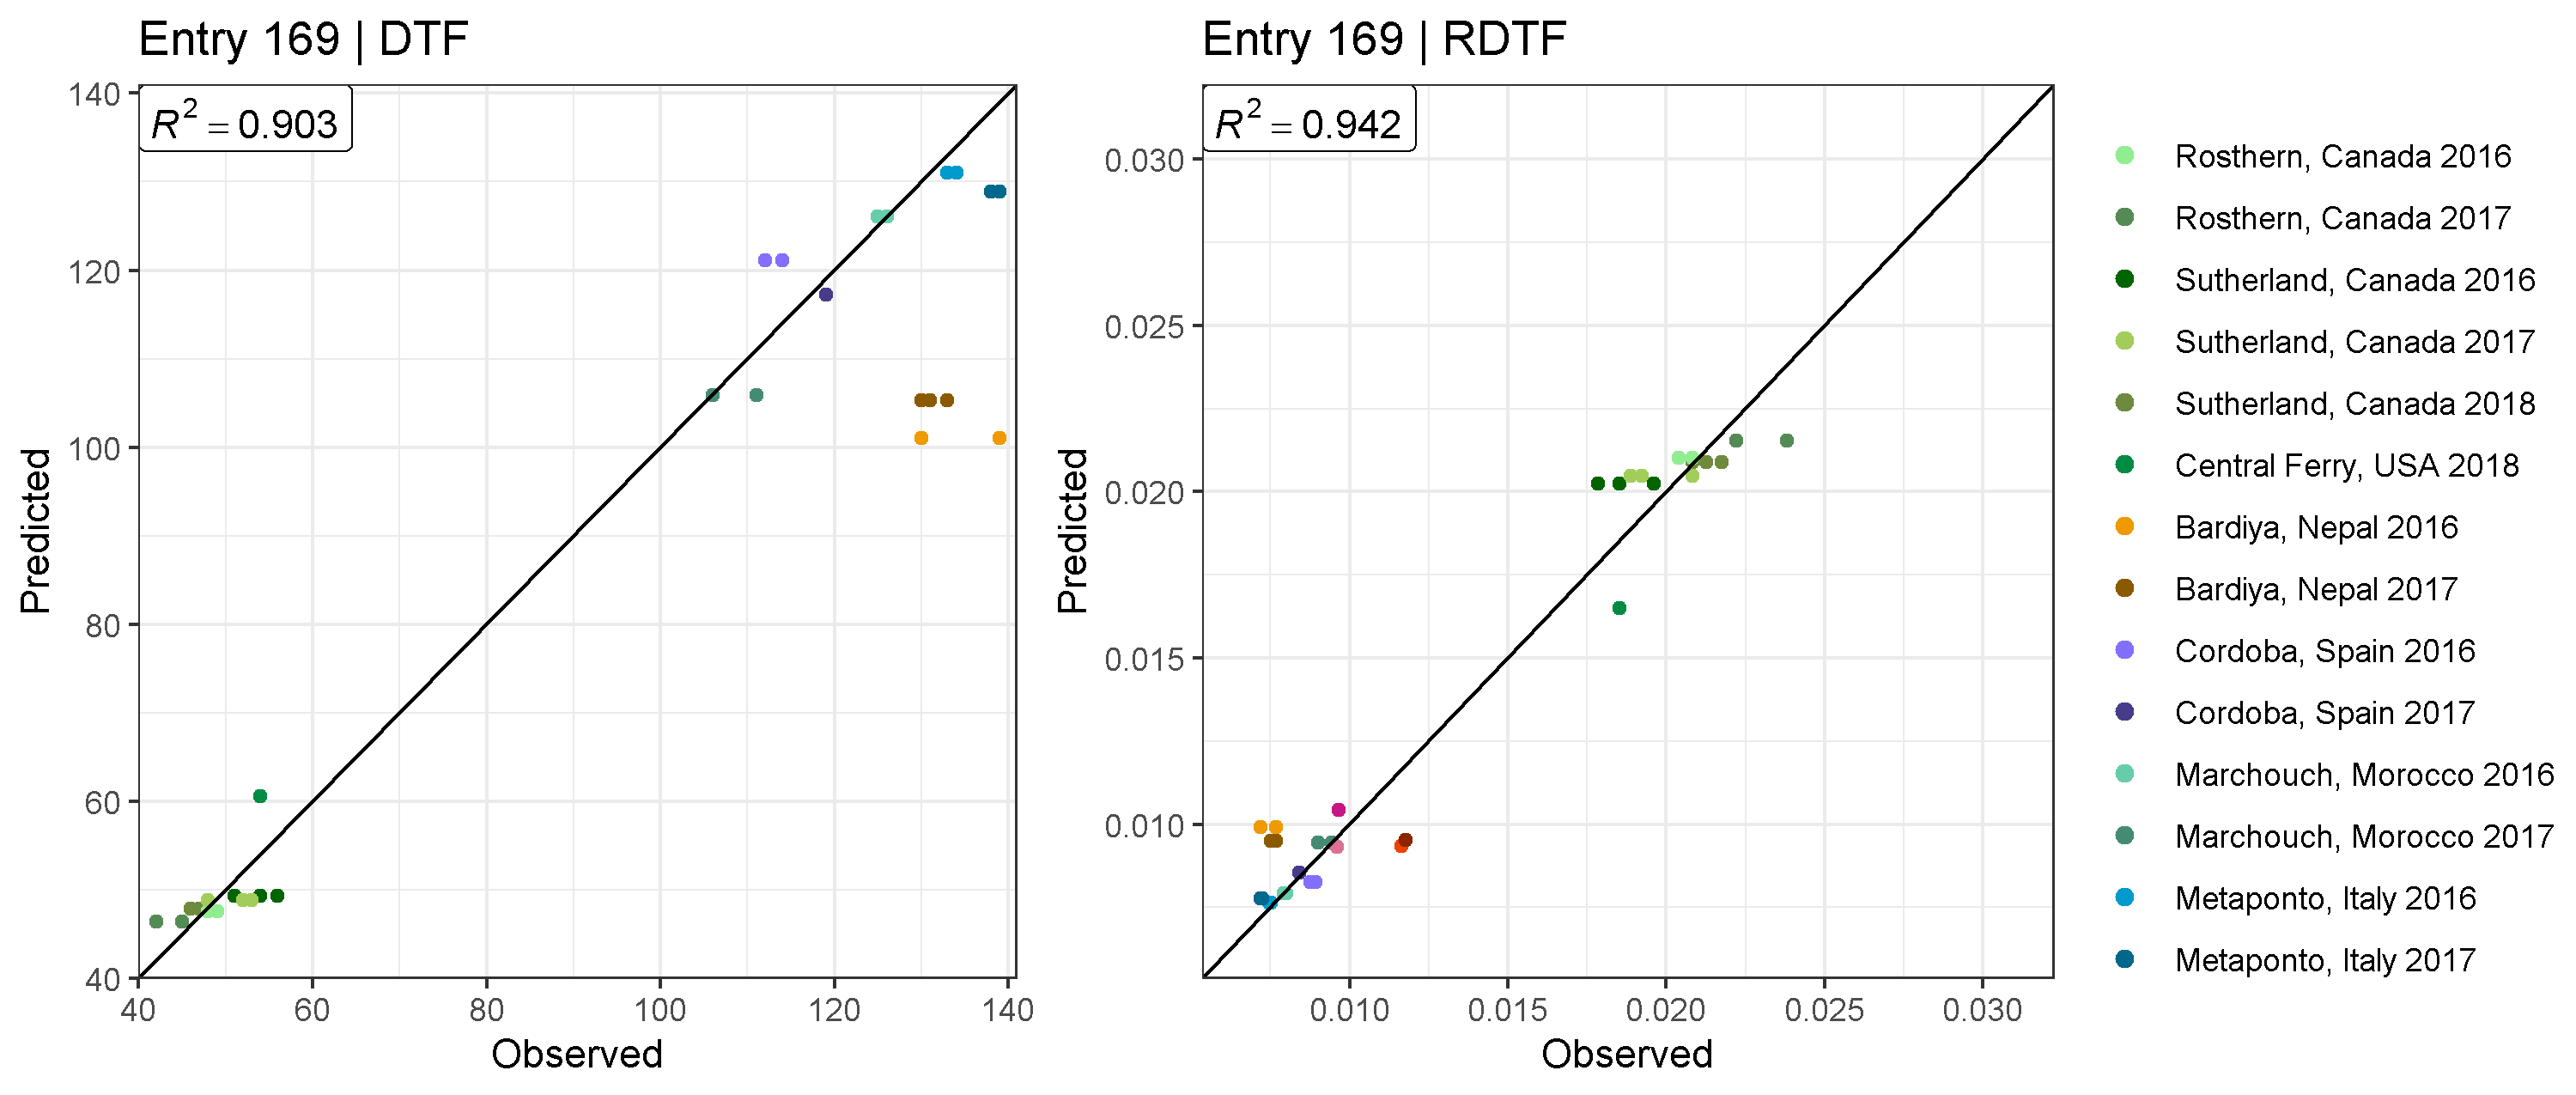 Entry 169 | DTF
R² = 0.903
140
120
100
80
60
40
Predicted
40 60 80 100 120 140
Observed
Entry 169 | RDTF
R² = 0.942
0.030
0.025
0.020
0.015
0.010
Predicted
0.010 0.015 0.020 0.025 0.030
Observed
Rosthern, Canada 2016
Rosthern, Canada 2017
Sutherland, Canada 2016
Sutherland, Canada 2017
Sutherland, Canada 2018
Central Ferry, USA 2018
Bardiya, Nepal 2016
Bardiya, Nepal 2017
Cordoba, Spain 2016
Cordoba, Spain 2017
Marchouch, Morocco 2016
Marchouch, Morocco 2017
Metaponto, Italy 2016
Metaponto, Italy 2017